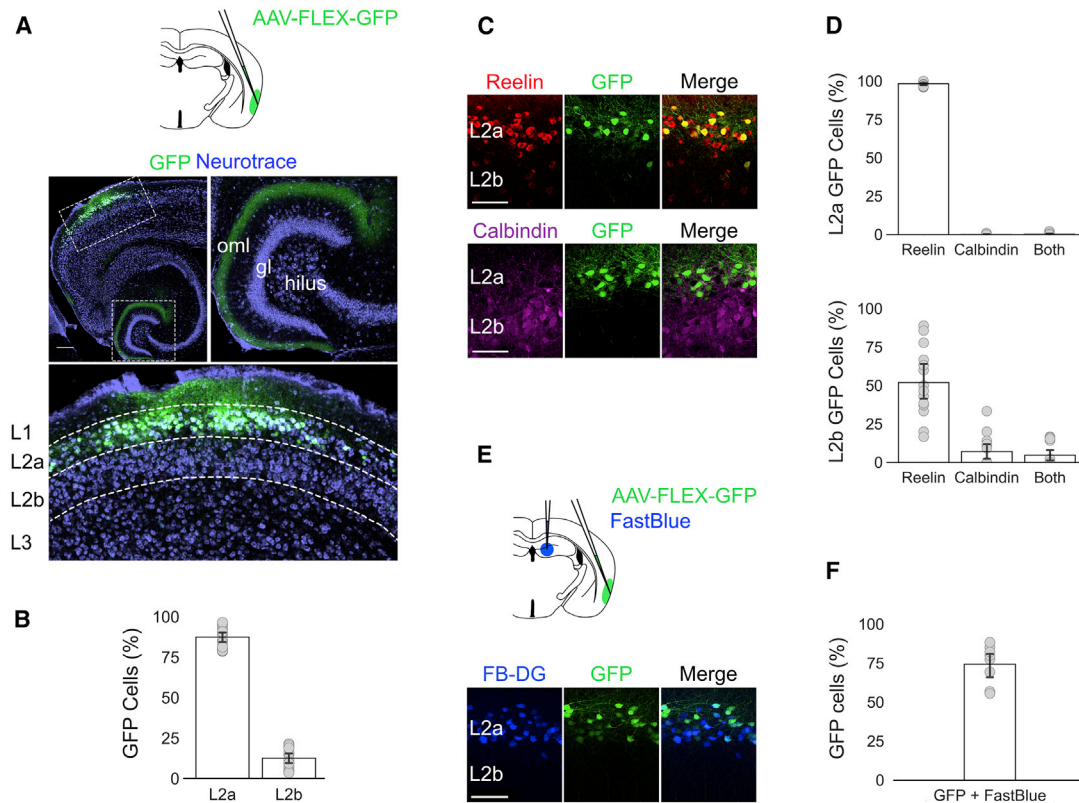 A
AAV-FLEX-GFP
GFP Neurotrace
oml
gl
hilus
L1
L2a
L2b
L3
B
GFP Cells (%)
100
75
50
25
0
L2a L2b
C
Reelin GFP Merge
L2a
L2b
Calbindin GFP Merge
L2a
L2b
D
L2a GFP Cells (%)
100
75
50
25
0
Reelin Calbindin Both
L2b GFP Cells (%)
100
75
50
25
0
Reelin Calbindin Both
E
AAV-FLEX-GFP
FastBlue
FB-DG GFP Merge
L2a
L2b
F
GFP cells (%)
100
75
50
25
0
GFP + FastBlue